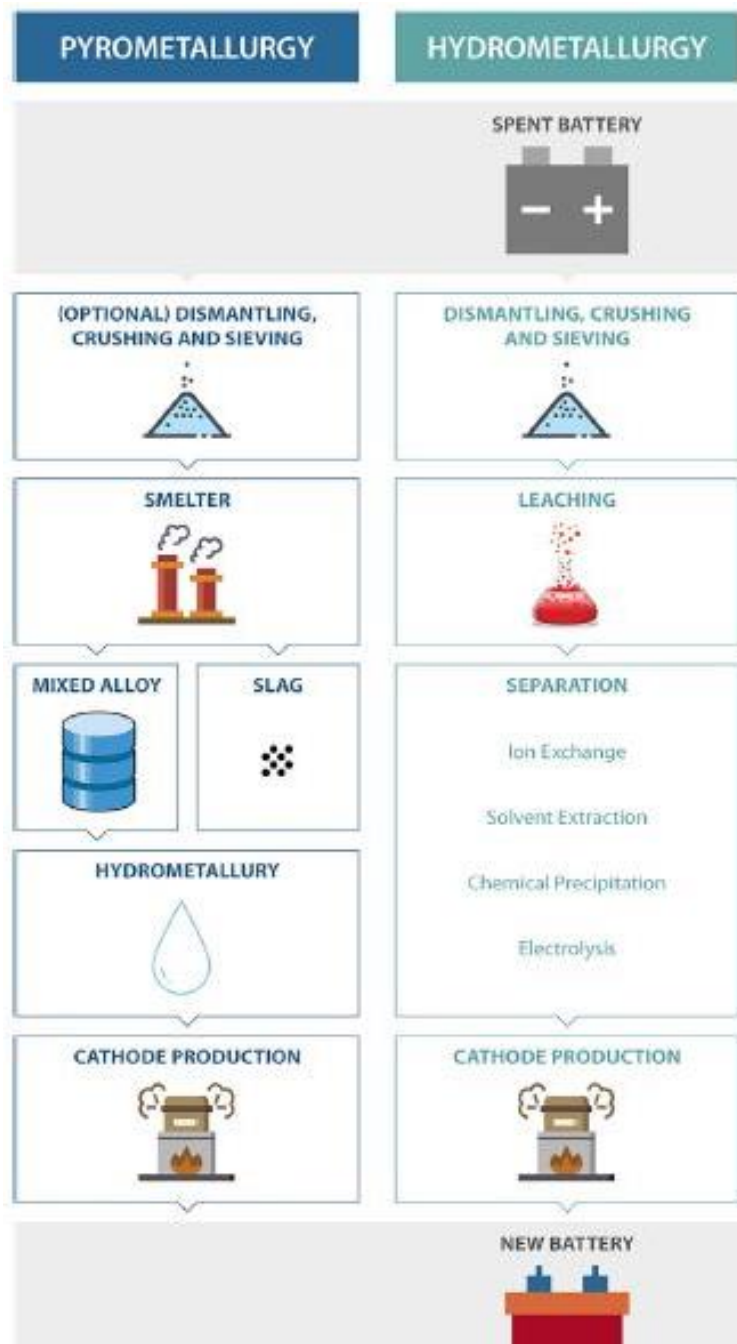 PYROMETALLURGY
HYDROMETALLURGY
SPENT BATTERY
(OPTIONAL) DISMANTLING,
CRUSHING AND SIEVING
DISMANTLING, CRUSHING
AND SIEVING
SMELTER
LEACHING
MIXED ALLOY
SLAG
SEPARATION
Ion Exchange
Solvent Extraction
Chemical Precipitation
Electrolysis
HYDROMETALLURY
CATHODE PRODUCTION
CATHODE PRODUCTION
NEW BATTERY